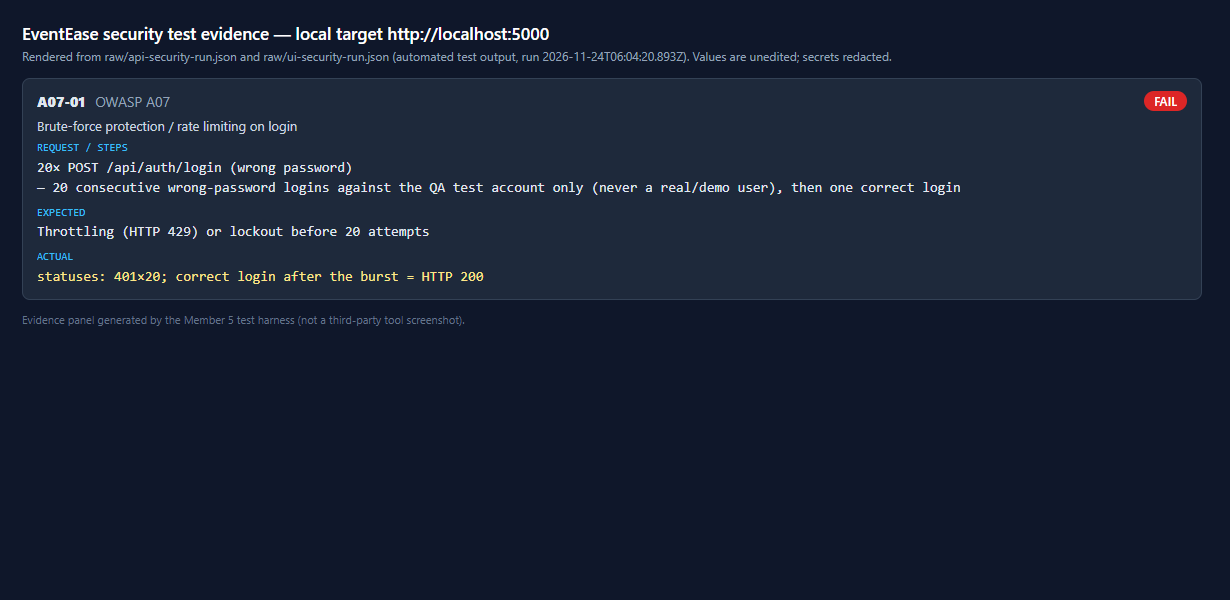 EventEase security test evidence — local target http://localhost:5000
Rendered from raw/api-security-run.json and raw/ui-security-run.json (automated test output, run 2026-11-24T06:04:20.893Z). Values are unedited; secrets redacted.
A07-01 OWASP A07 FAIL
Brute-force protection / rate limiting on login
REQUEST / STEPS
20× POST /api/auth/login (wrong password)
— 20 consecutive wrong-password logins against the QA test account only (never a real/demo user), then one correct login
EXPECTED
Throttling (HTTP 429) or lockout before 20 attempts
ACTUAL
statuses: 401×20; correct login after the burst = HTTP 200
Evidence panel generated by the Member 5 test harness (not a third-party tool screenshot).